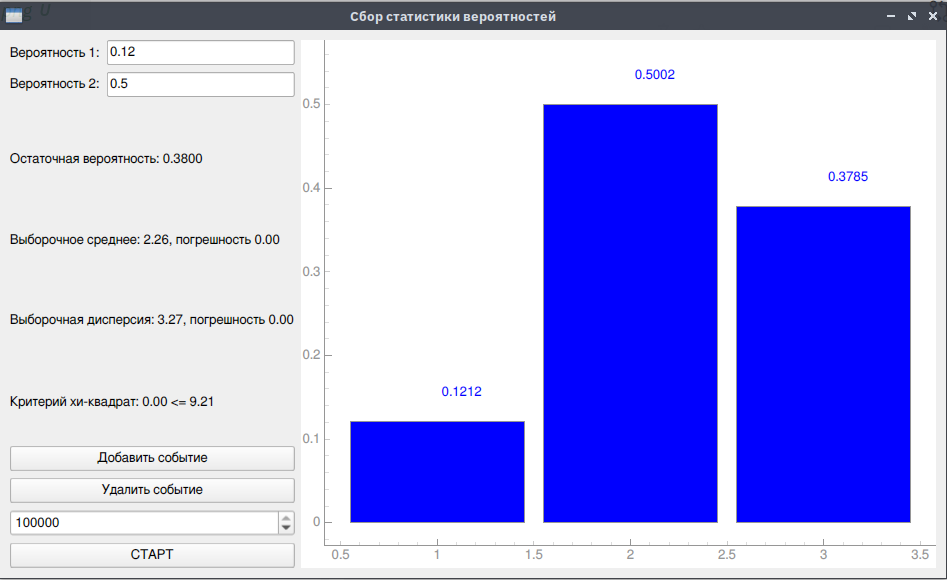 Сбор статистики вероятностей
Вероятность 1: 0.12
Вероятность 2: 0.5
Остаточная вероятность: 0.3800
Выборочное среднее: 2.26, погрешность 0.00
Выборочная дисперсия: 3.27, погрешность 0.00
Критерий хи-квадрат: 0.00 <= 9.21
Добавить событие
Удалить событие
100000
СТАРТ
0.5002
0.3785
0.1212
0.5
0.4
0.3
0.2
0.1
0
0.5 1 1.5 2 2.5 3 3.5